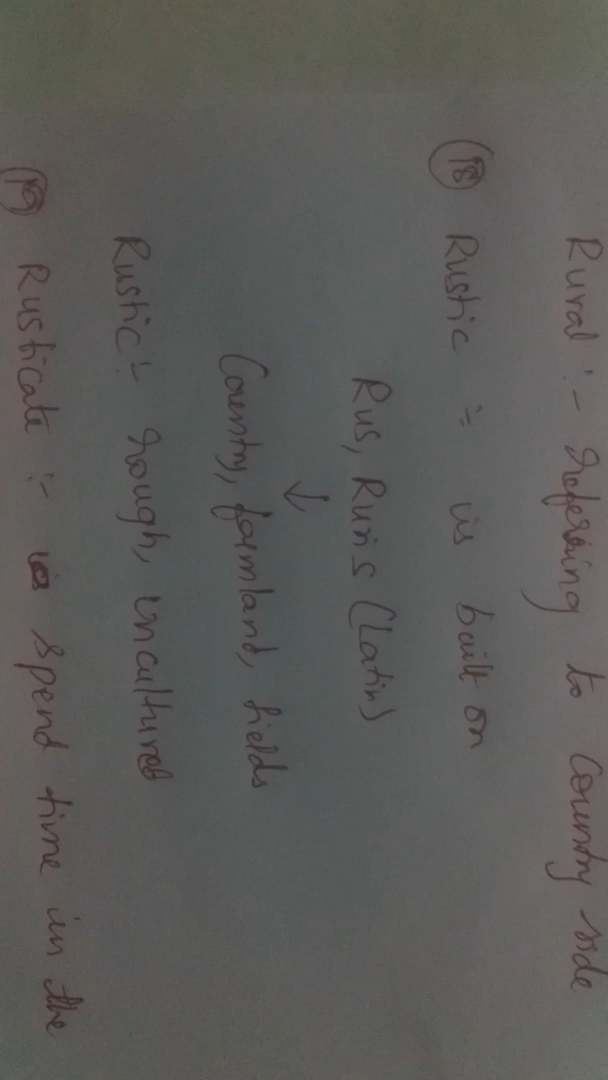 Rural :- referring to Country side
(18) Rustic :- is built on
Rus, Ruris (Latin)
↓
Country, farmland, fields
Rustic :- rough, uncultured
(19) Rusticate :- spend time in the